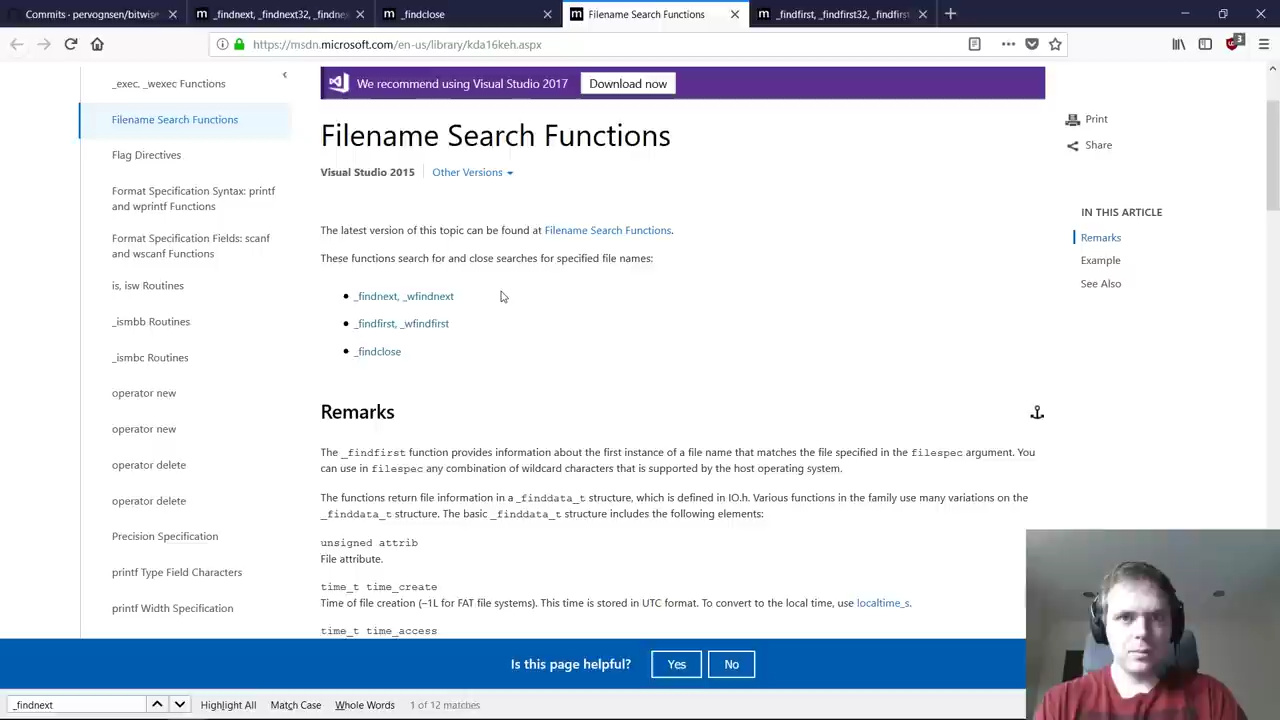 Commits - pervognsen/bitwise
_findnext, _findnext32, _findnex
_findclose
Filename Search Functions
_findfirst, _findfirst32, _findfirst
https://msdn.microsoft.com/en-us/library/kda16keh.aspx
3
_exec, _wexec Functions
Filename Search Functions
Flag Directives
Format Specification Syntax: printf
and wprintf Functions
Format Specification Fields: scanf
and wscanf Functions
is, isw Routines
_ismbb Routines
_ismbc Routines
operator new
operator new
operator delete
operator delete
Precision Specification
printf Type Field Characters
printf Width Specification
We recommend using Visual Studio 2017
Download now
Filename Search Functions
Visual Studio 2015
Other Versions
The latest version of this topic can be found at Filename Search Functions.
These functions search for and close searches for specified file names:
_findnext, _wfindnext
_findfirst, _wfindfirst
_findclose
Remarks
The _findfirst function provides information about the first instance of a file name that matches the file specified in the filespec argument. You
can use in filespec any combination of wildcard characters that is supported by the host operating system.
The functions return file information in a _finddata_t structure, which is defined in IO.h. Various functions in the family use many variations on the
_finddata_t structure. The basic _finddata_t structure includes the following elements:
unsigned attrib
File attribute.
time_t time_create
Time of file creation (–1L for FAT file systems). This time is stored in UTC format. To convert to the local time, use localtime_s.
time_t time_access
Print
Share
IN THIS ARTICLE
Remarks
Example
See Also
Is this page helpful?
Yes
No
_findnext
Highlight All
Match Case
Whole Words
1 of 12 matches